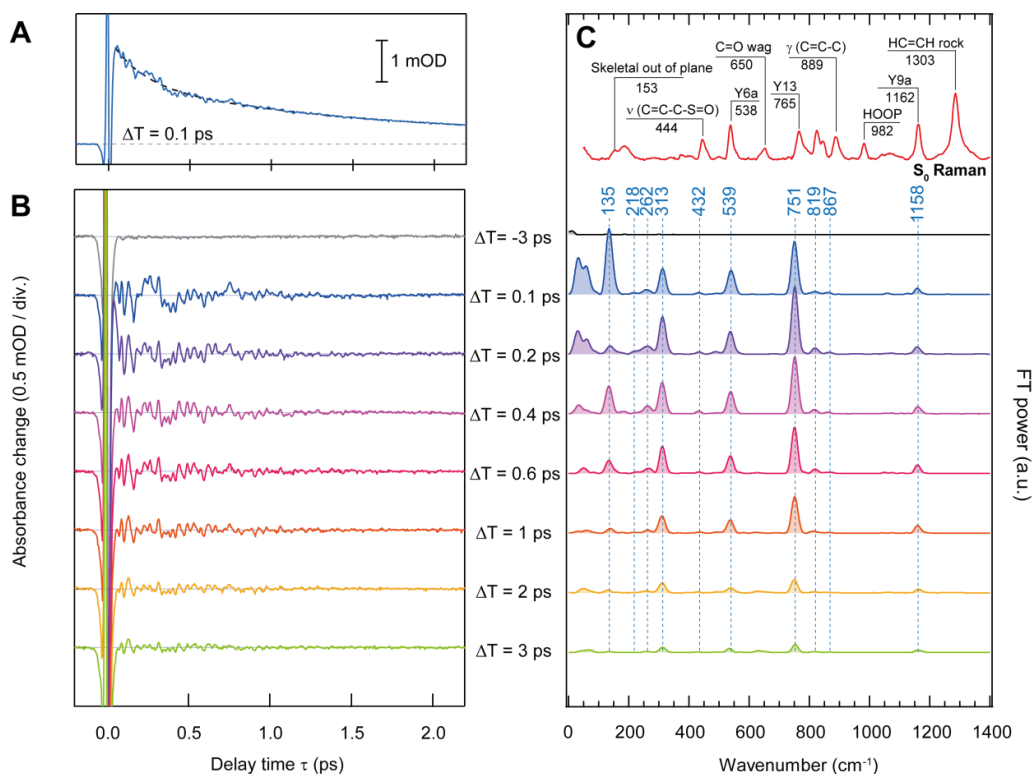 A
1 mOD
ΔT = 0.1 ps
B
ΔT= -3 ps
ΔT = 0.1 ps
ΔT = 0.2 ps
ΔT = 0.4 ps
ΔT = 0.6 ps
ΔT = 1 ps
ΔT = 2 ps
ΔT = 3 ps
Absorbance change (0.5 mOD / div.)
0.0
0.5
1.0
1.5
2.0
Delay time τ (ps)
C
HC=CH rock
1303
C=O wag
650
γ (C=C-C)
889
Skeletal out of plane
153
Y6a
538
Y13
765
Y9a
1162
ν (C=C-C-S=O)
444
HOOP
982
S0 Raman
135
218
262
313
432
539
751
819
867
1158
FT power (a.u.)
0
200
400
600
800
1000
1200
1400
Wavenumber (cm⁻¹)